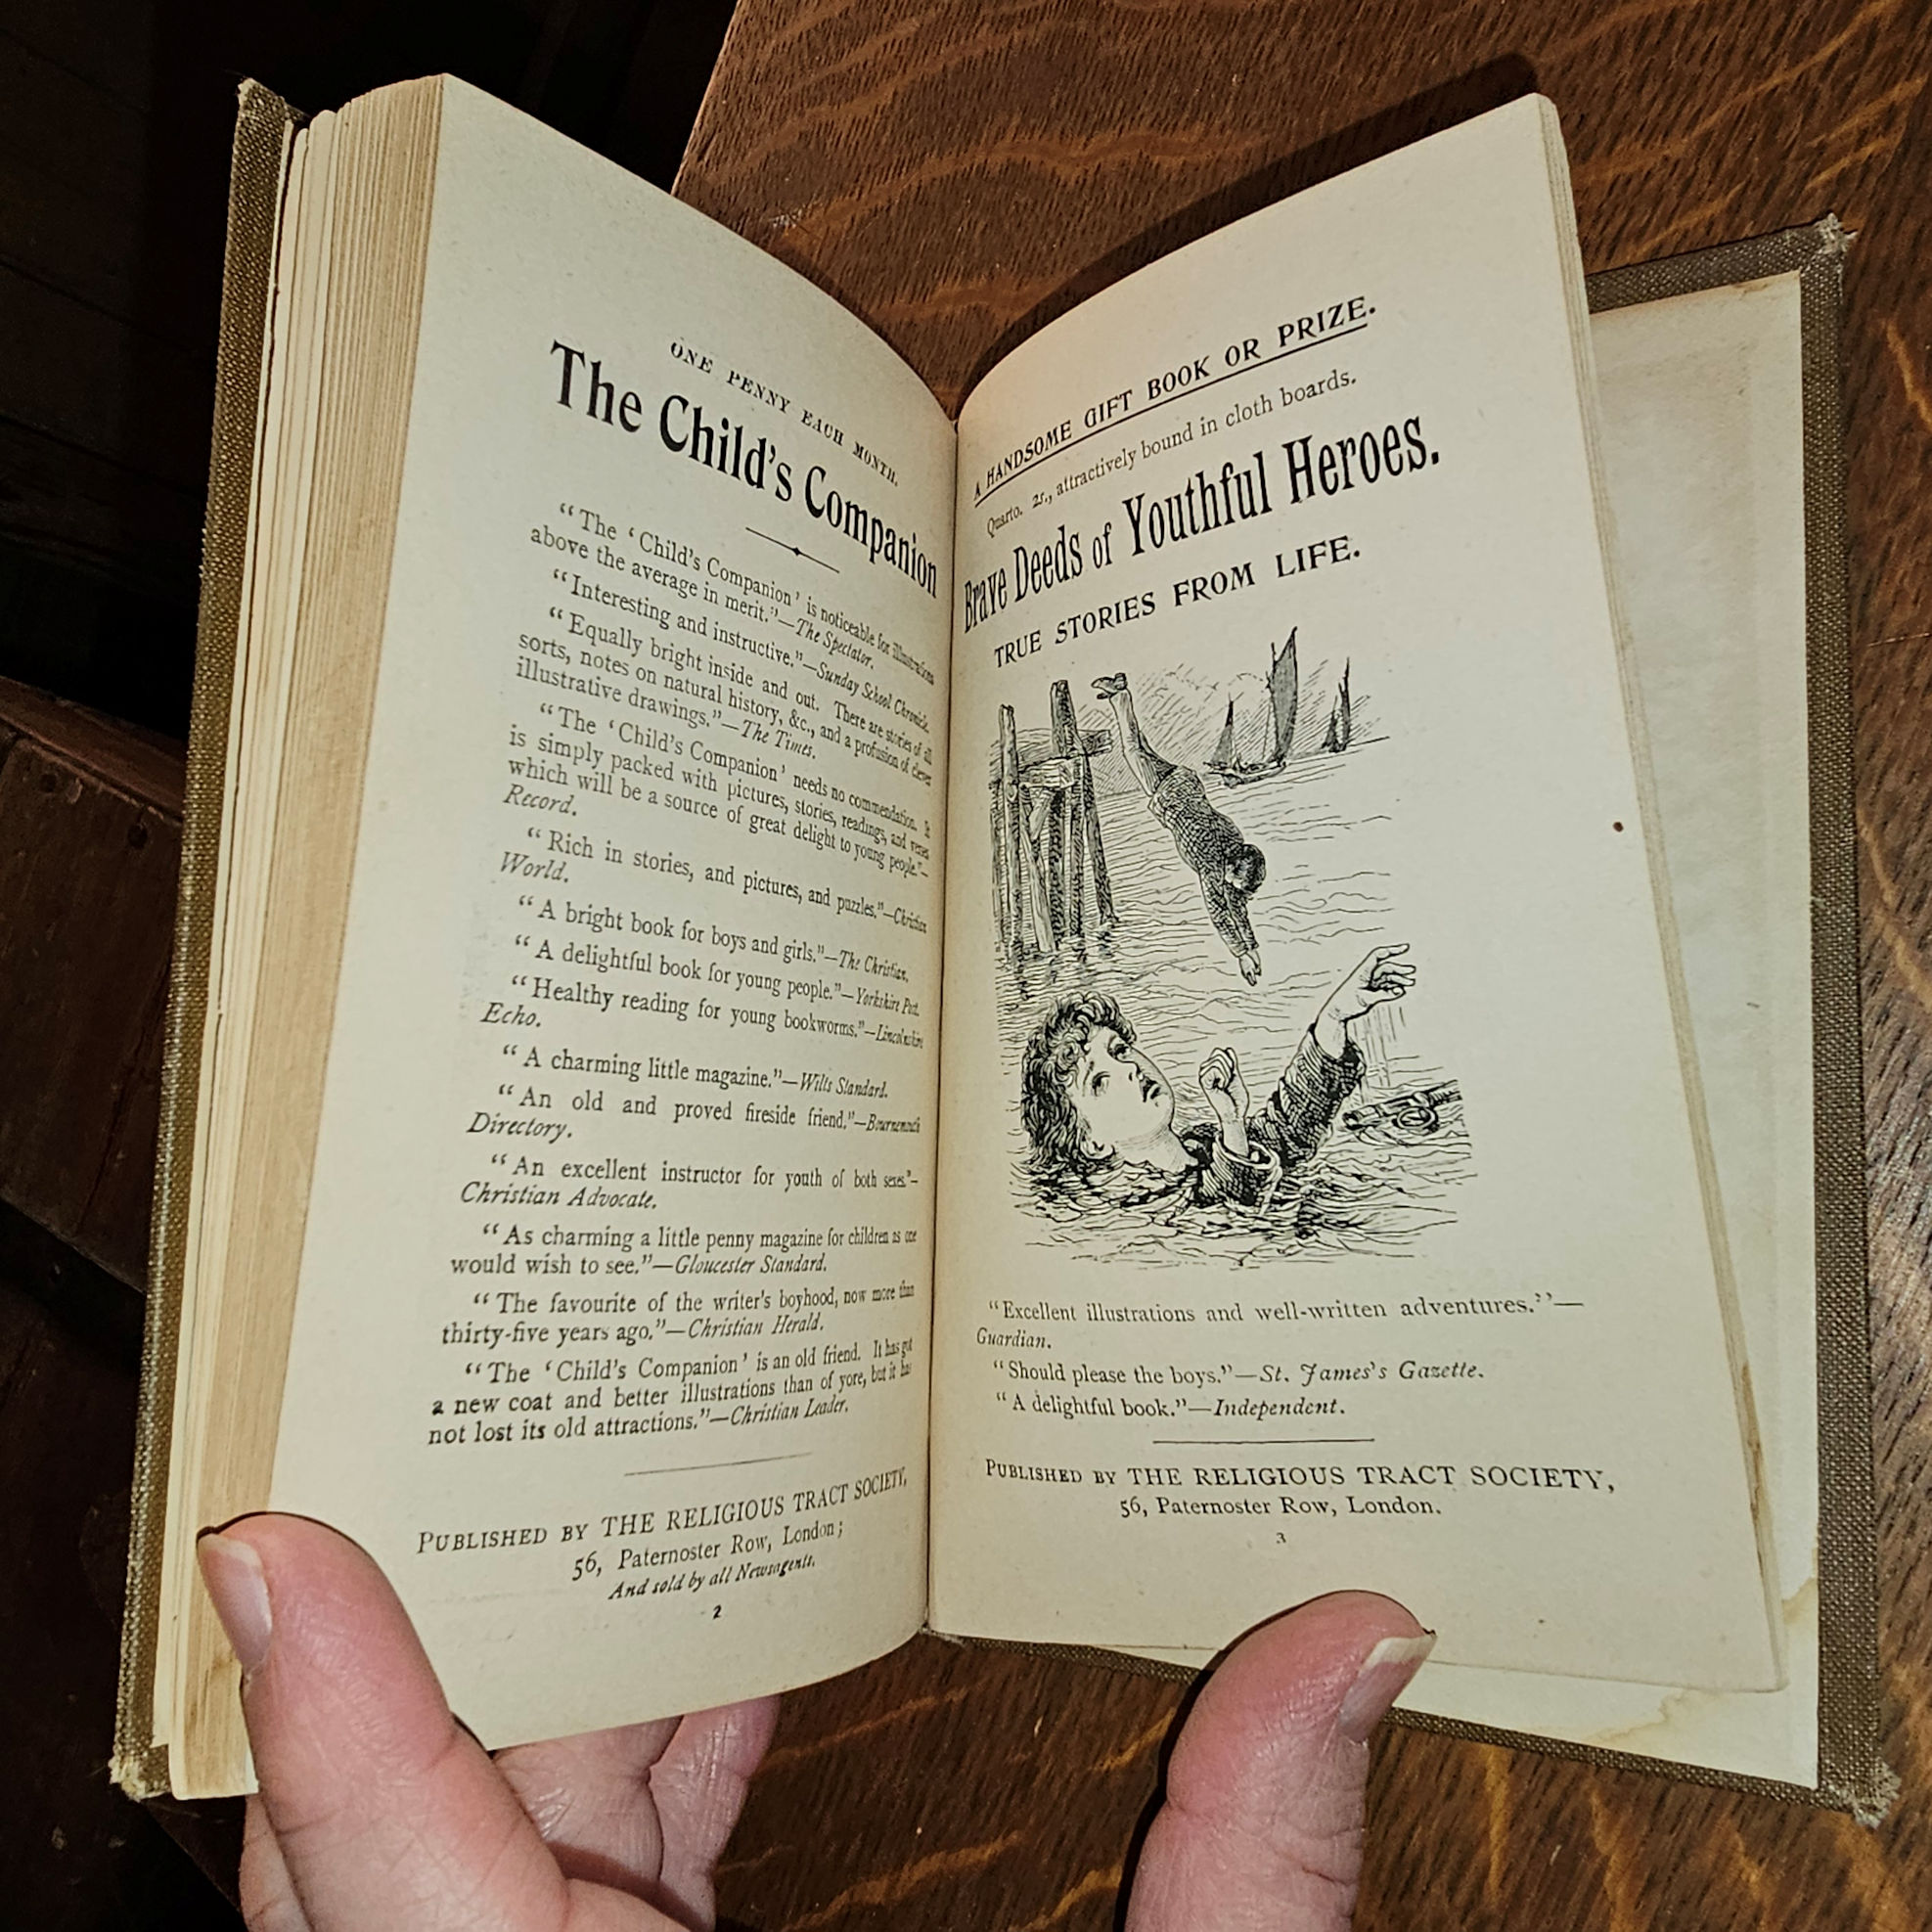 ONE PENNY EACH MONTH.
The Child's Companion
“The ‘Child's Companion’ is noticeable for illustrations
above the average in merit.”—The Spectator.
“Interesting and instructive.”—Sunday School Chronicle.
“Equally bright inside and out. There are stories of all
sorts, notes on natural history, &c., and a profusion of clever
illustrative drawings.”—The Times.
“The ‘Child's Companion’ needs no commendation. It
is simply packed with pictures, stories, readings, and verses
which will be a source of great delight to young people.”—
Record.
“Rich in stories, and pictures, and puzzles.”—Christian
World.
“A bright book for boys and girls.”—The Christian.
“A delightful book for young people.”—Yorkshire Post.
“Healthy reading for young bookworms.”—Lincolnshire
Echo.
“A charming little magazine.”—Wilts Standard.
“An old and proved fireside friend.”—Bournemouth
Directory.
“An excellent instructor for youth of both sexes.”—
Christian Advocate.
“As charming a little penny magazine for children as one
would wish to see.”—Gloucester Standard.
“The favourite of the writer's boyhood, now more than
thirty-five years ago.”—Christian Herald.
“The ‘Child's Companion’ is an old friend. It has got
a new coat and better illustrations than of yore, but it has
not lost its old attractions.”—Christian Leader.
PUBLISHED BY THE RELIGIOUS TRACT SOCIETY,
56, Paternoster Row, London;
And sold by all Newsagents.
2
A HANDSOME GIFT BOOK OR PRIZE.
Quarto. 2s., attractively bound in cloth boards.
Brave Deeds of Youthful Heroes.
TRUE STORIES FROM LIFE.
“Excellent illustrations and well-written adventures.”—
Guardian.
“Should please the boys.”—St. James's Gazette.
“A delightful book.”—Independent.
PUBLISHED BY THE RELIGIOUS TRACT SOCIETY,
56, Paternoster Row, London.
3